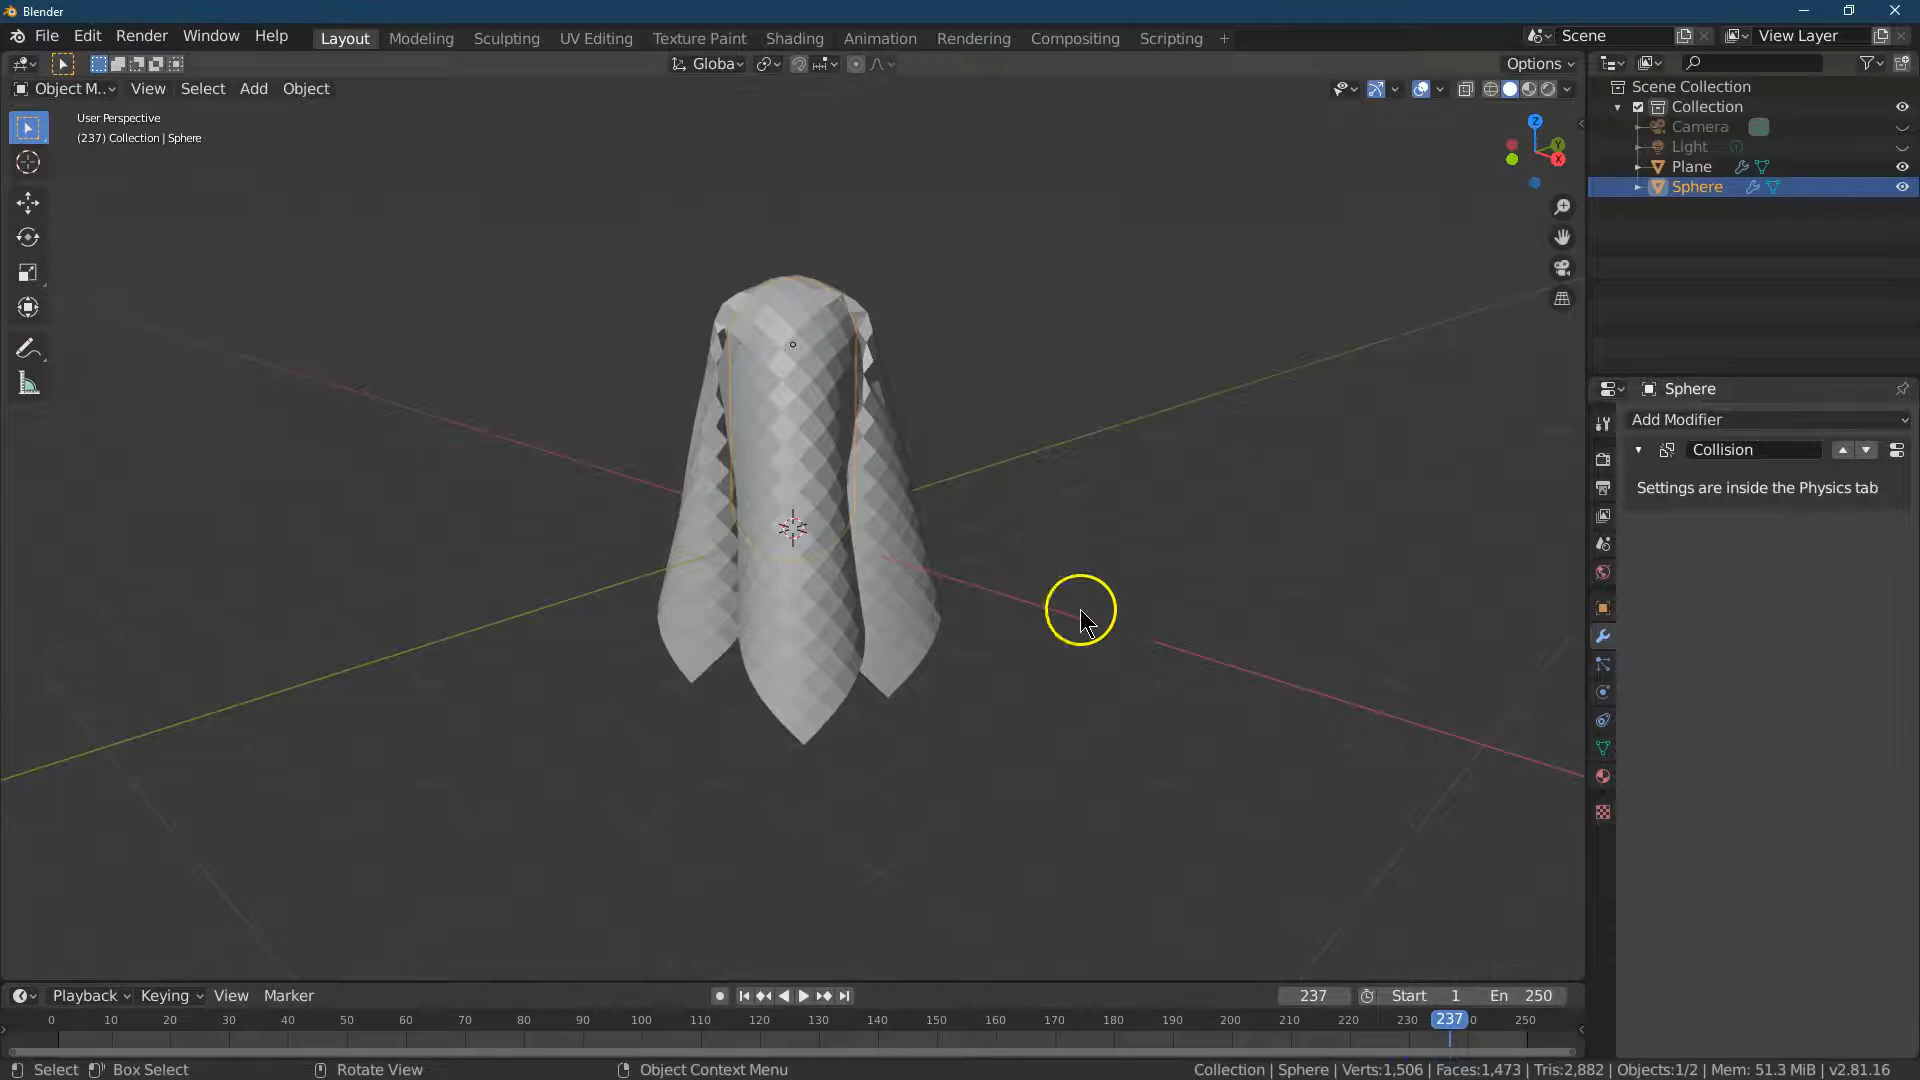 Blender
File Edit Render Window Help
Layout Modeling Sculpting UV Editing Texture Paint Shading Animation Rendering Compositing Scripting +
Scene
View Layer
Globa
Options
Object M..
View Select Add Object
User Perspective
(237) Collection | Sphere
Z
Y
X
Scene Collection
Collection
Camera
Light
Plane
Sphere
Sphere
Add Modifier
Collision
Settings are inside the Physics tab
Playback Keying View Marker
237
Start 1
En 250
0 10 20 30 40 50 60 70 80 90 100 110 120 130 140 150 160 170 180 190 200 210 220 230 237 250
Select Box Select Rotate View Object Context Menu
Collection | Sphere | Verts:1,506 | Faces:1,473 | Tris:2,882 | Objects:1/2 | Mem: 51.3 MiB | v2.81.16